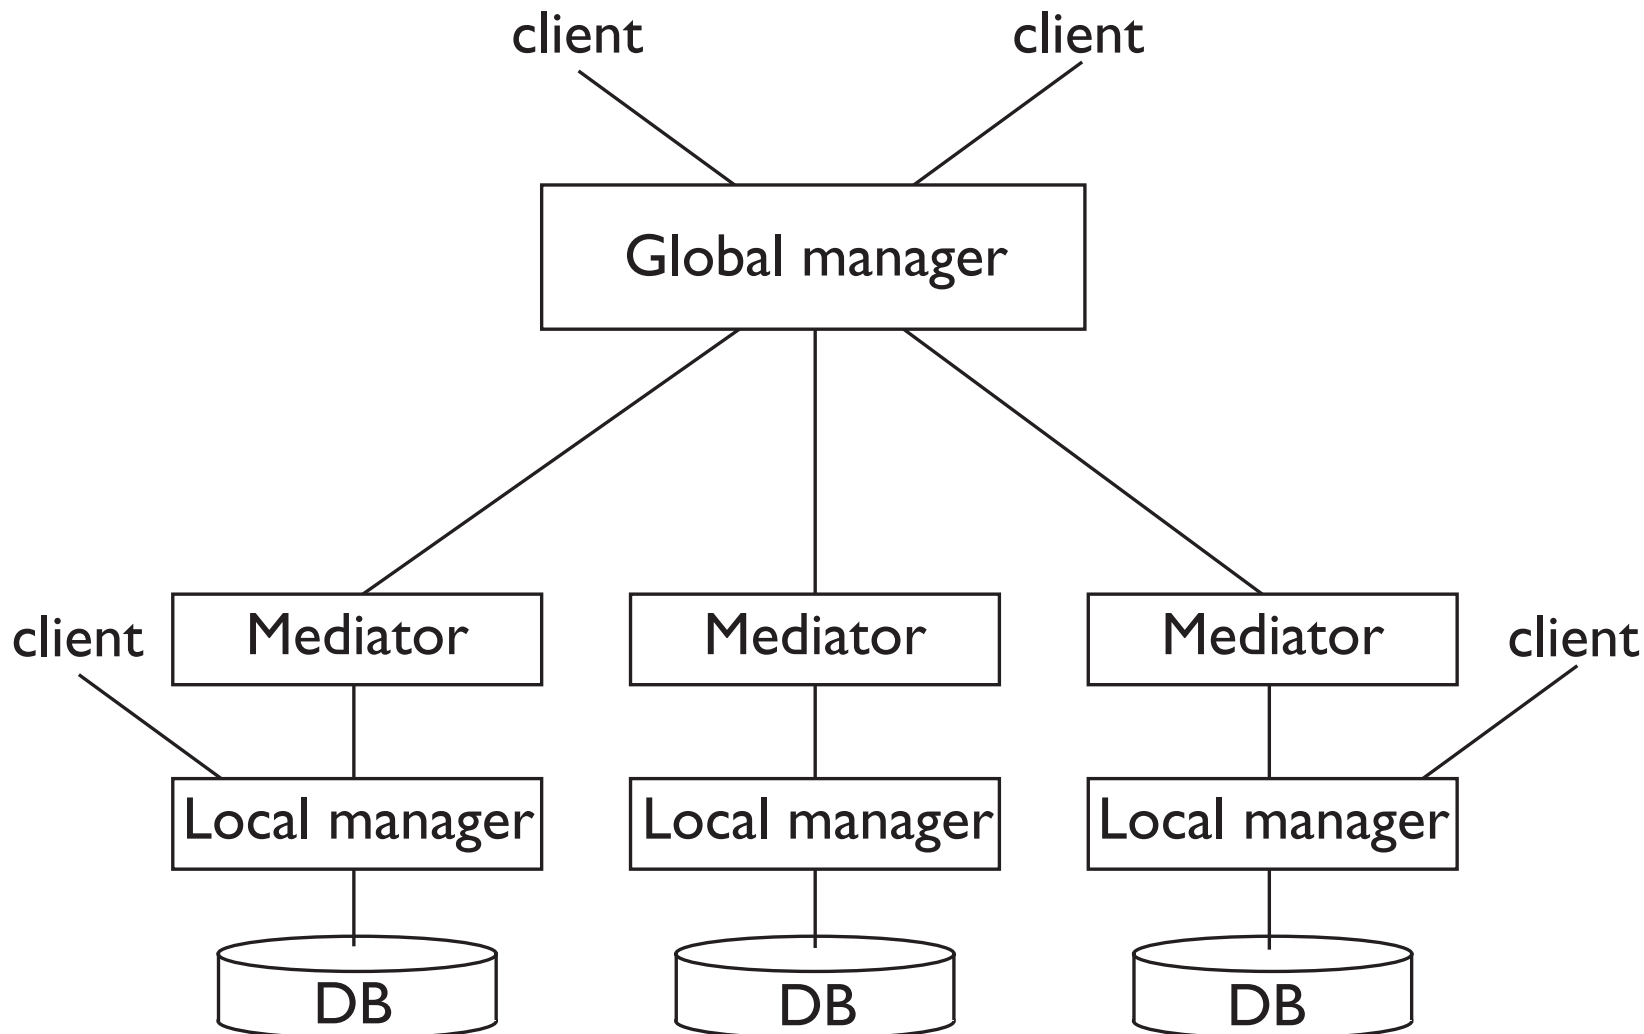 client
client
Global manager
Mediator
Mediator
Mediator
client
client
Local manager
Local manager
Local manager
DB
DB
DB